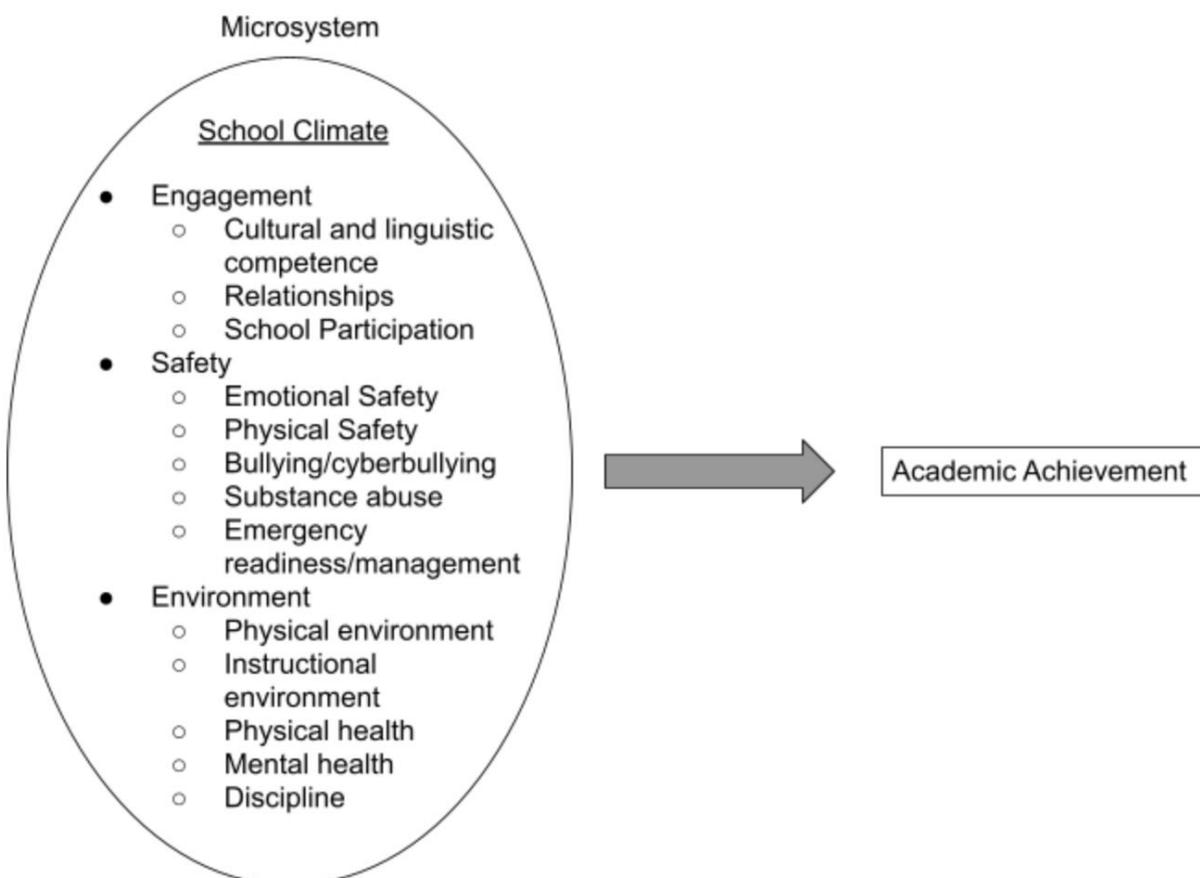 Microsystem
School Climate
● Engagement
○ Cultural and linguistic
competence
○ Relationships
○ School Participation
● Safety
○ Emotional Safety
○ Physical Safety
○ Bullying/cyberbullying
○ Substance abuse
○ Emergency
readiness/management
● Environment
○ Physical environment
○ Instructional
environment
○ Physical health
○ Mental health
○ Discipline
Academic Achievement